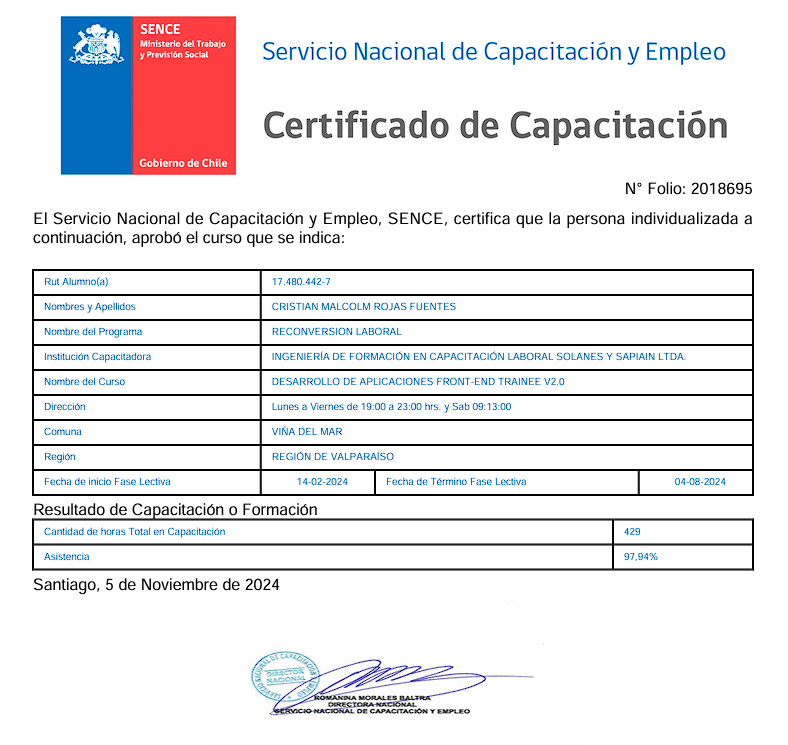 SENCE
Ministerio del Trabajo
y Previsión Social
Gobierno de Chile
Servicio Nacional de Capacitación y Empleo
Certificado de Capacitación
N° Folio: 2018695
El Servicio Nacional de Capacitación y Empleo, SENCE, certifica que la persona individualizada a
continuación, aprobó el curso que se indica:
Rut Alumno(a) 17.480.442-7
Nombres y Apellidos CRISTIAN MALCOLM ROJAS FUENTES
Nombre del Programa RECONVERSION LABORAL
Institución Capacitadora INGENIERÍA DE FORMACIÓN EN CAPACITACIÓN LABORAL SOLANES Y SAPIAIN LTDA.
Nombre del Curso DESARROLLO DE APLICACIONES FRONT-END TRAINEE V2.0
Dirección Lunes a Viernes de 19:00 a 23:00 hrs. y Sab 09:13:00
Comuna VIÑA DEL MAR
Región REGIÓN DE VALPARAÍSO
Fecha de inicio Fase Lectiva 14-02-2024 Fecha de Término Fase Lectiva 04-08-2024
Resultado de Capacitación o Formación
Cantidad de horas Total en Capacitación 429
Asistencia 97,94%
Santiago, 5 de Noviembre de 2024
SERVICIO NACIONAL DE CAPACITACION Y EMPLEO
DIRECTOR
NACIONAL
ROMANINA MORALES BALTRA
DIRECTORA NACIONAL
SERVICIO NACIONAL DE CAPACITACIÓN Y EMPLEO